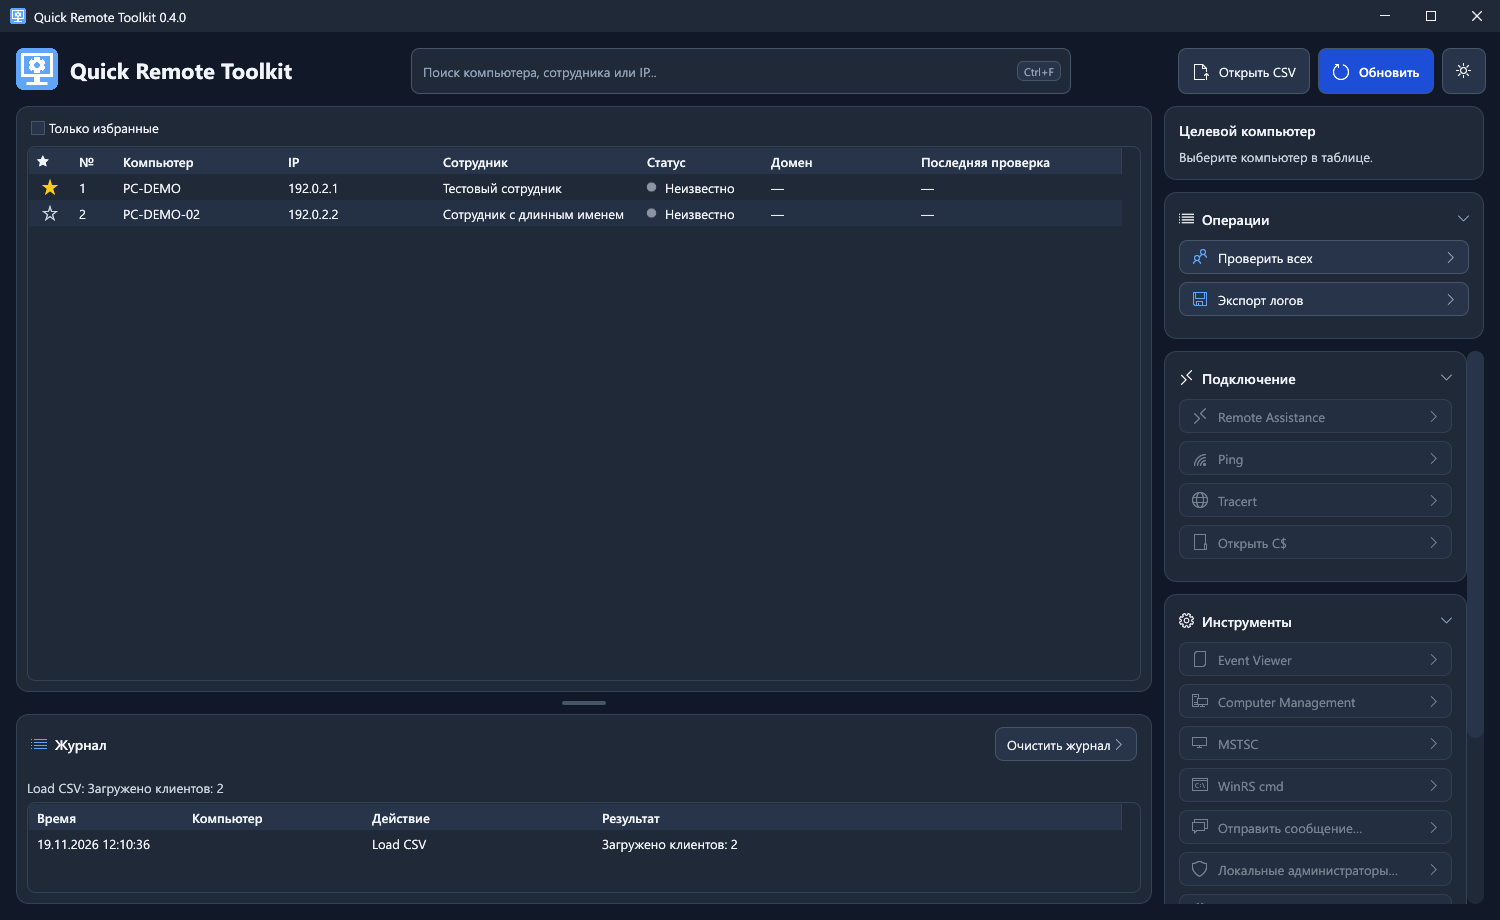 Quick Remote Toolkit 0.4.0
Quick Remote Toolkit
Поиск компьютера, сотрудника или IP...
Ctrl+F
Открыть CSV
Обновить
Только избранные
№ Компьютер IP Сотрудник Статус Домен Последняя проверка
1 PC-DEMO 192.0.2.1 Тестовый сотрудник Неизвестно — —
2 PC-DEMO-02 192.0.2.2 Сотрудник с длинным именем Неизвестно — —
Журнал
Очистить журнал
Load CSV: Загружено клиентов: 2
Время Компьютер Действие Результат
19.11.2026 12:10:36 Load CSV Загружено клиентов: 2
Целевой компьютер
Выберите компьютер в таблице.
Операции
Проверить всех
Экспорт логов
Подключение
Remote Assistance
Ping
Tracert
Открыть C$
Инструменты
Event Viewer
Computer Management
MSTSC
WinRS cmd
Отправить сообщение...
Локальные администраторы...